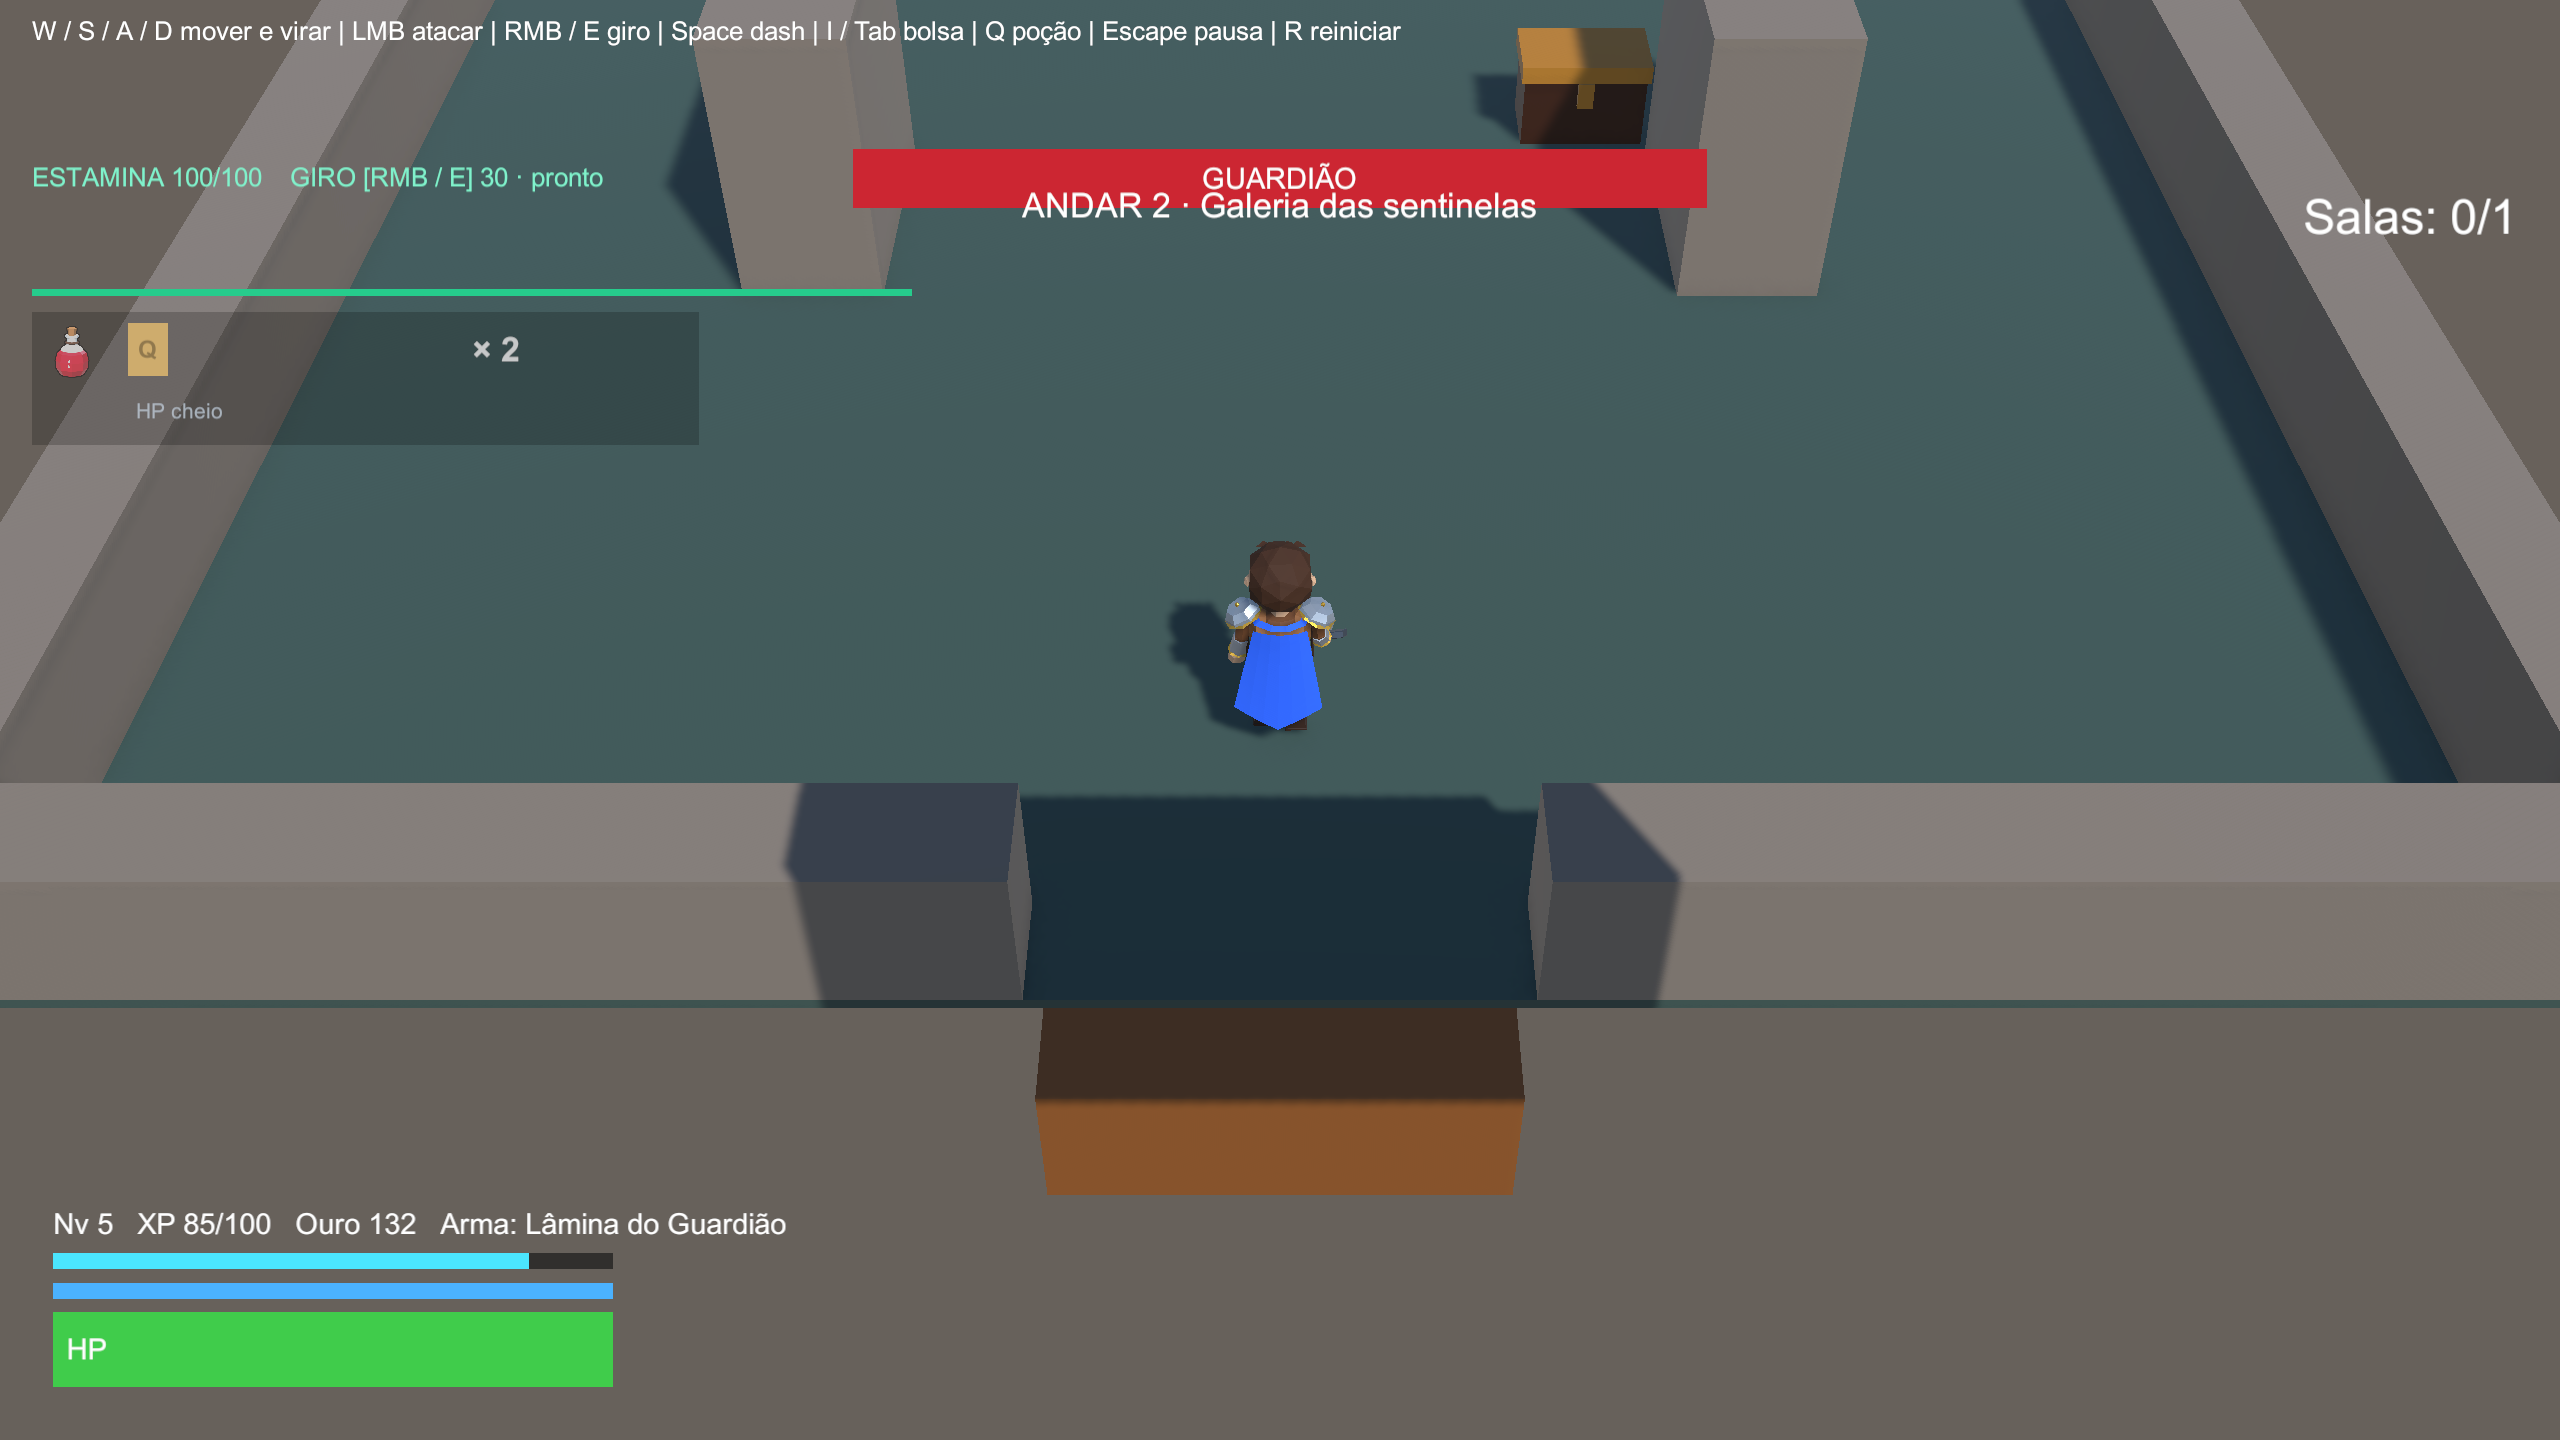 W / S / A / D mover e virar | LMB atacar | RMB / E giro | Space dash | I / Tab bolsa | Q poção | Escape pausa | R reiniciar
ESTAMINA 100/100 GIRO [RMB / E] 30 · pronto
GUARDIÃO
ANDAR 2 · Galeria das sentinelas
Salas: 0/1
Q × 2
HP cheio
Nv 5 XP 85/100 Ouro 132 Arma: Lâmina do Guardião
HP